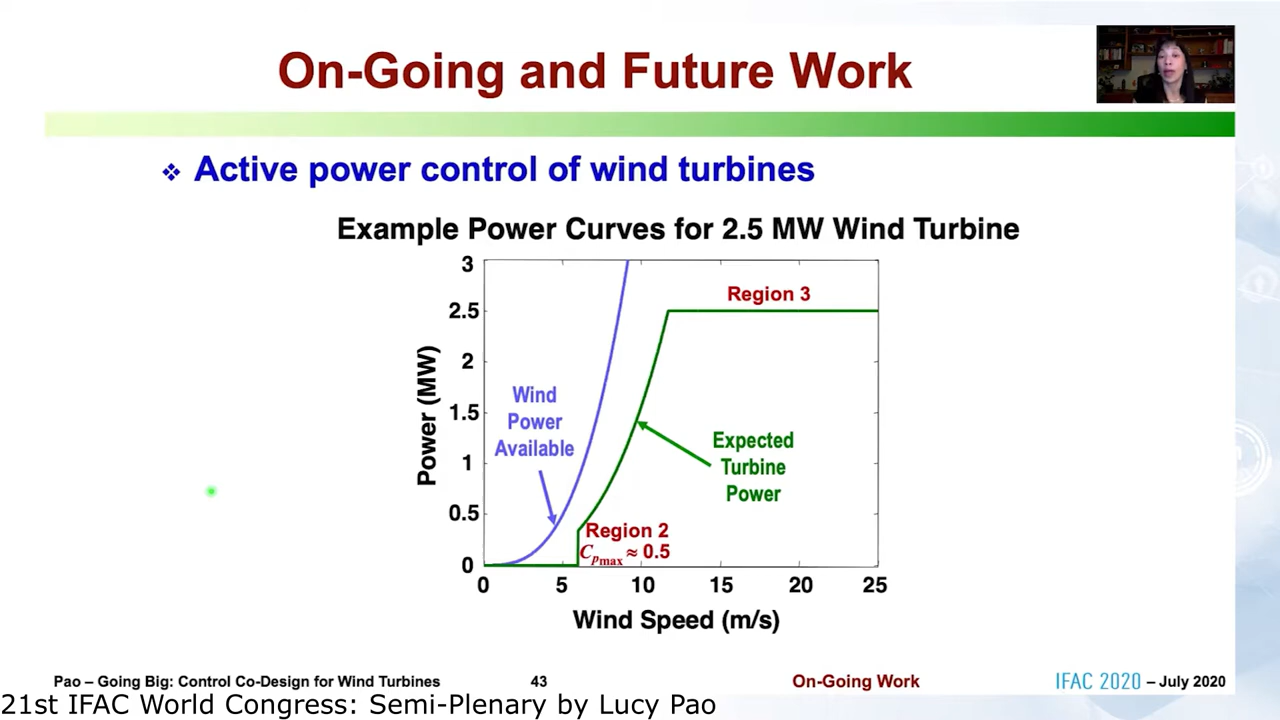 On-Going and Future Work
❖ Active power control of wind turbines
Example Power Curves for 2.5 MW Wind Turbine
3
2.5
2
1.5
1
0.5
0
Power (MW)
Region 3
Wind
Power
Available
Expected
Turbine
Power
Region 2
Cpmax ≈ 0.5
0 5 10 15 20 25
Wind Speed (m/s)
Pao – Going Big: Control Co-Design for Wind Turbines 43 On-Going Work IFAC 2020 – July 2020
21st IFAC World Congress: Semi-Plenary by Lucy Pao